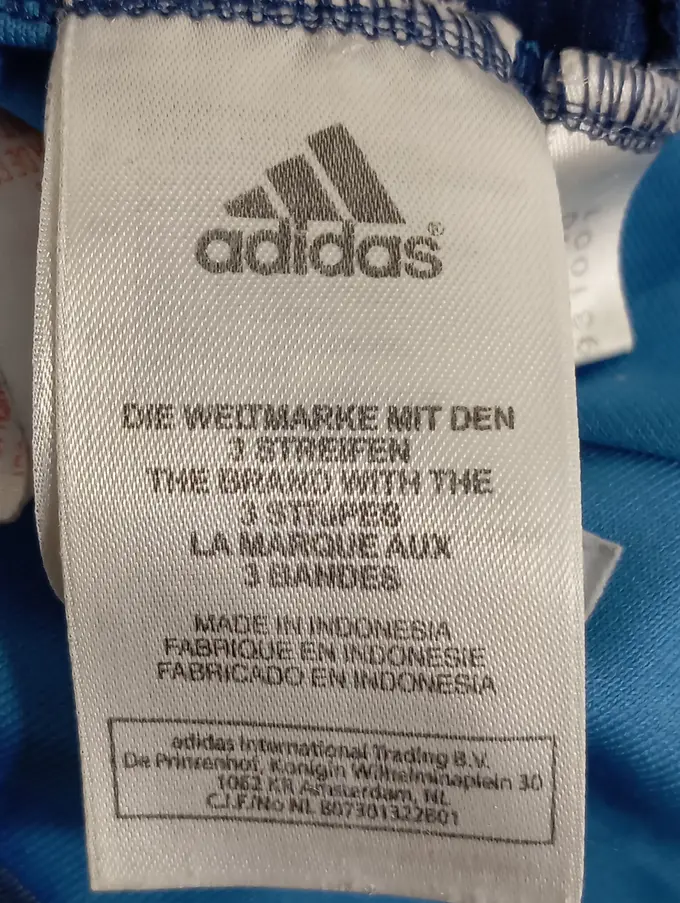 adidas®
DIE WELTMARKE MIT DEN
3 STREIFEN
THE BRAND WITH THE
3 STRIPES
LA MARQUE AUX
3 BANDES
MADE IN INDONESIA
FABRIQUE EN INDONESIE
FABRICADO EN INDONESIA
adidas International Trading B.V.
De Prinsenhof, Konigin Wilhelminaplein 30
1062 KR Amsterdam, NL
C.I.F./No NL B07301322B01